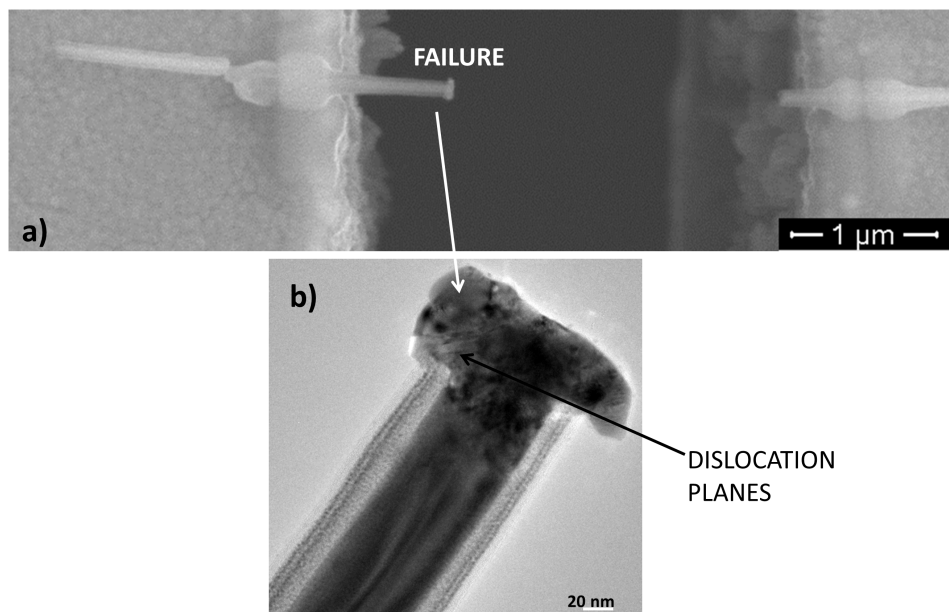 FAILURE
a)
1 µm
b)
DISLOCATION
PLANES
20 nm